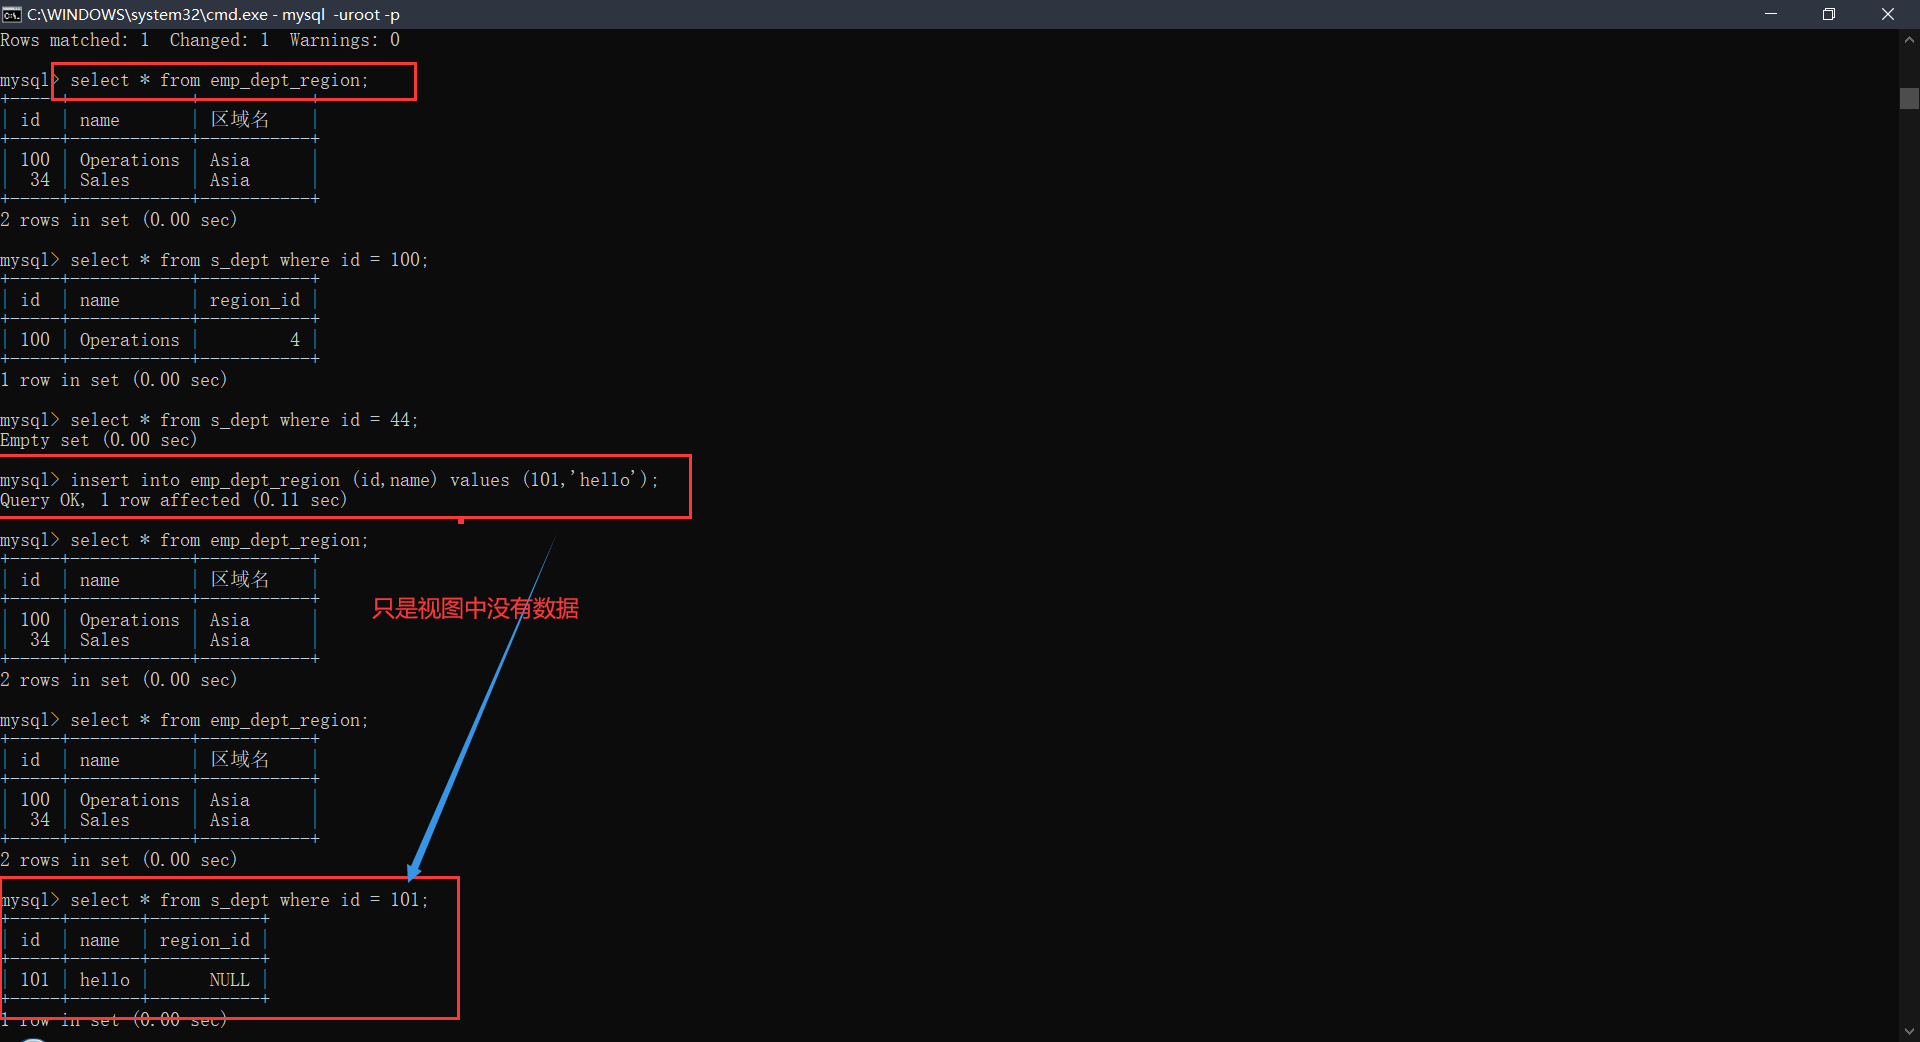 C:\WINDOWS\system32\cmd.exe - mysql  -uroot -p
Rows matched: 1  Changed: 1  Warnings: 0
mysql> select * from emp_dept_region;
+-----+------------+-----------+
| id  | name       | 区域名    |
+-----+------------+-----------+
| 100 | Operations | Asia      |
|  34 | Sales      | Asia      |
+-----+------------+-----------+
2 rows in set (0.00 sec)
mysql> select * from s_dept where id = 100;
+-----+------------+-----------+
| id  | name       | region_id |
+-----+------------+-----------+
| 100 | Operations |         4 |
+-----+------------+-----------+
1 row in set (0.00 sec)
mysql> select * from s_dept where id = 44;
Empty set (0.00 sec)
mysql> insert into emp_dept_region (id,name) values (101,'hello');
Query OK, 1 row affected (0.11 sec)
mysql> select * from emp_dept_region;
+-----+------------+-----------+
| id  | name       | 区域名    |
+-----+------------+-----------+
只是视图中没有数据
| 100 | Operations | Asia      |
|  34 | Sales      | Asia      |
+-----+------------+-----------+
2 rows in set (0.00 sec)
mysql> select * from emp_dept_region;
+-----+------------+-----------+
| id  | name       | 区域名    |
+-----+------------+-----------+
| 100 | Operations | Asia      |
|  34 | Sales      | Asia      |
+-----+------------+-----------+
2 rows in set (0.00 sec)
mysql> select * from s_dept where id = 101;
+-----+-------+-----------+
| id  | name  | region_id |
+-----+-------+-----------+
| 101 | hello |      NULL |
+-----+-------+-----------+
1 row in set (0.00 sec)